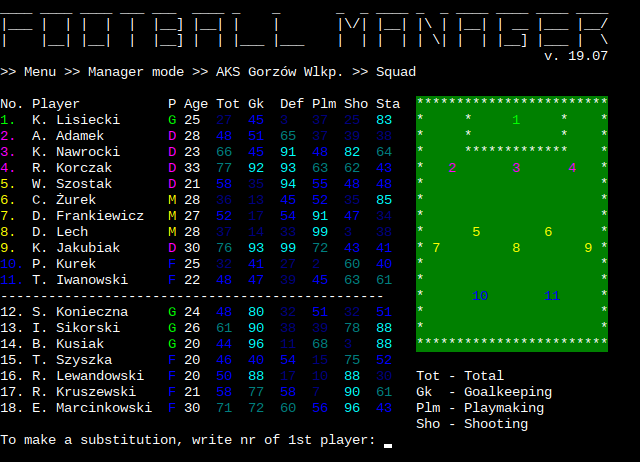 FOOTBALL MANAGER
v. 19.07
>> Menu >> Manager mode >> AKS Gorzów Wlkp. >> Squad
No. Player P Age Tot Gk Def Plm Sho Sta
1. K. Lisiecki G 25 27 45 3 37 25 83
2. A. Adamek D 28 48 51 65 37 39
3. K. Nawrocki D 23 66 45 91 48 82 64
4. R. Korczak D 33 77 92 93 63 62 43
5. W. Szostak D 21 58 94 55 48 48
6. C. Żurek M 28 13 45 52 35 85
7. D. Frankiewicz M 27 52 17 54 91 47 34
8. D. Lech M 28 37 14 33 99 3
9. K. Jakubiak D 30 76 93 99 72 43 41
10. P. Kurek F 25 32 41 27 2 60 40
11. T. Iwanowski F 22 48 47 45 63 61
------------------------------------------------
12. S. Konieczna G 24 48 80 32 51 32 51
13. I. Sikorski G 26 61 90 39 78 88
14. B. Kusiak G 20 44 96 11 68 3 88
15. T. Szyszka F 20 46 40 54 15 75 52
16. R. Lewandowski F 20 50 88 17 10 88 30
17. R. Kruszewski F 21 58 77 58 7 90 61
18. E. Marcinkowski F 30 71 72 60 56 96 43
To make a substitution, write nr of 1st player: _
************************
*     *     1     *    *
*     *           *    *
*     *************    *
*   2       3      4   *
*                      *
*                      *
*                      *
*      5        6      *
* 7         8        9 *
*                      *
*                      *
*      10       11     *
*                      *
*                      *
************************
Tot - Total
Gk - Goalkeeping
Plm - Playmaking
Sho - Shooting